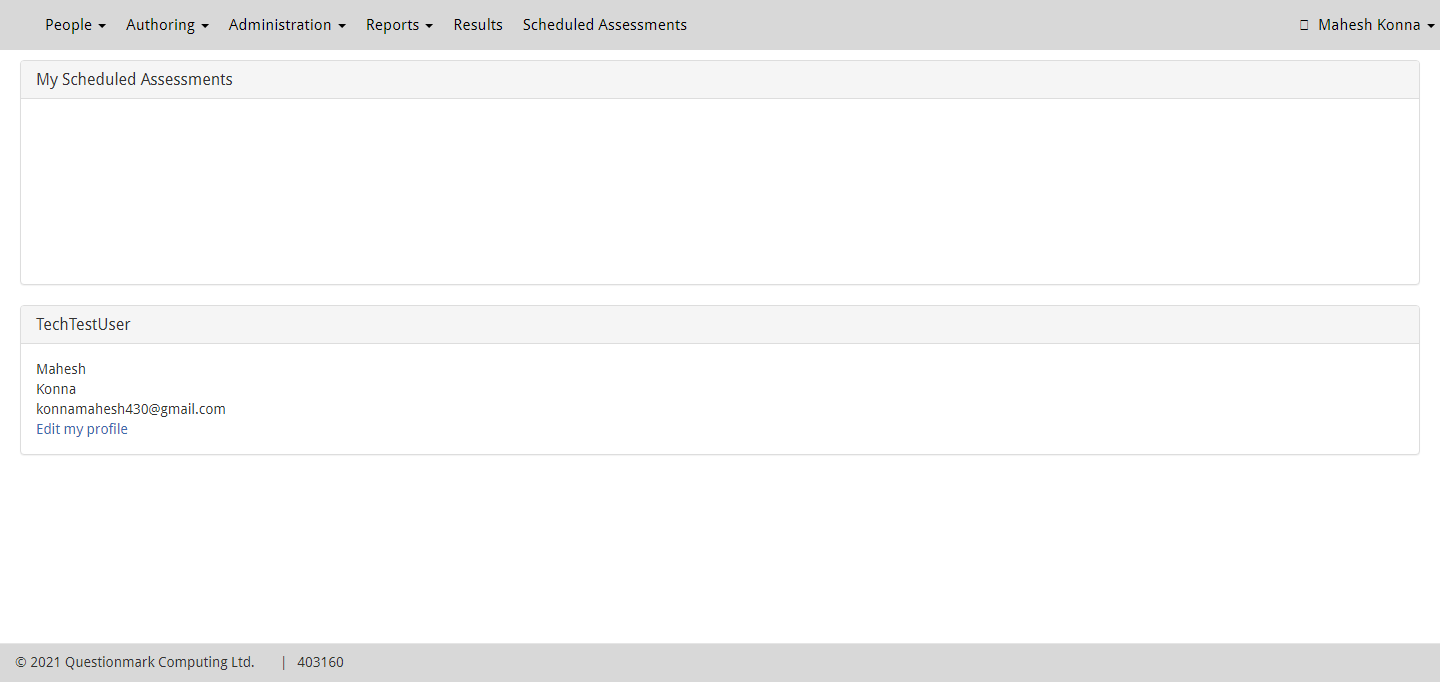 People Authoring Administration Reports Results Scheduled Assessments Mahesh Konna
My Scheduled Assessments
TechTestUser
Mahesh
Konna
konnamahesh430@gmail.com
Edit my profile
© 2021 Questionmark Computing Ltd. | 403160